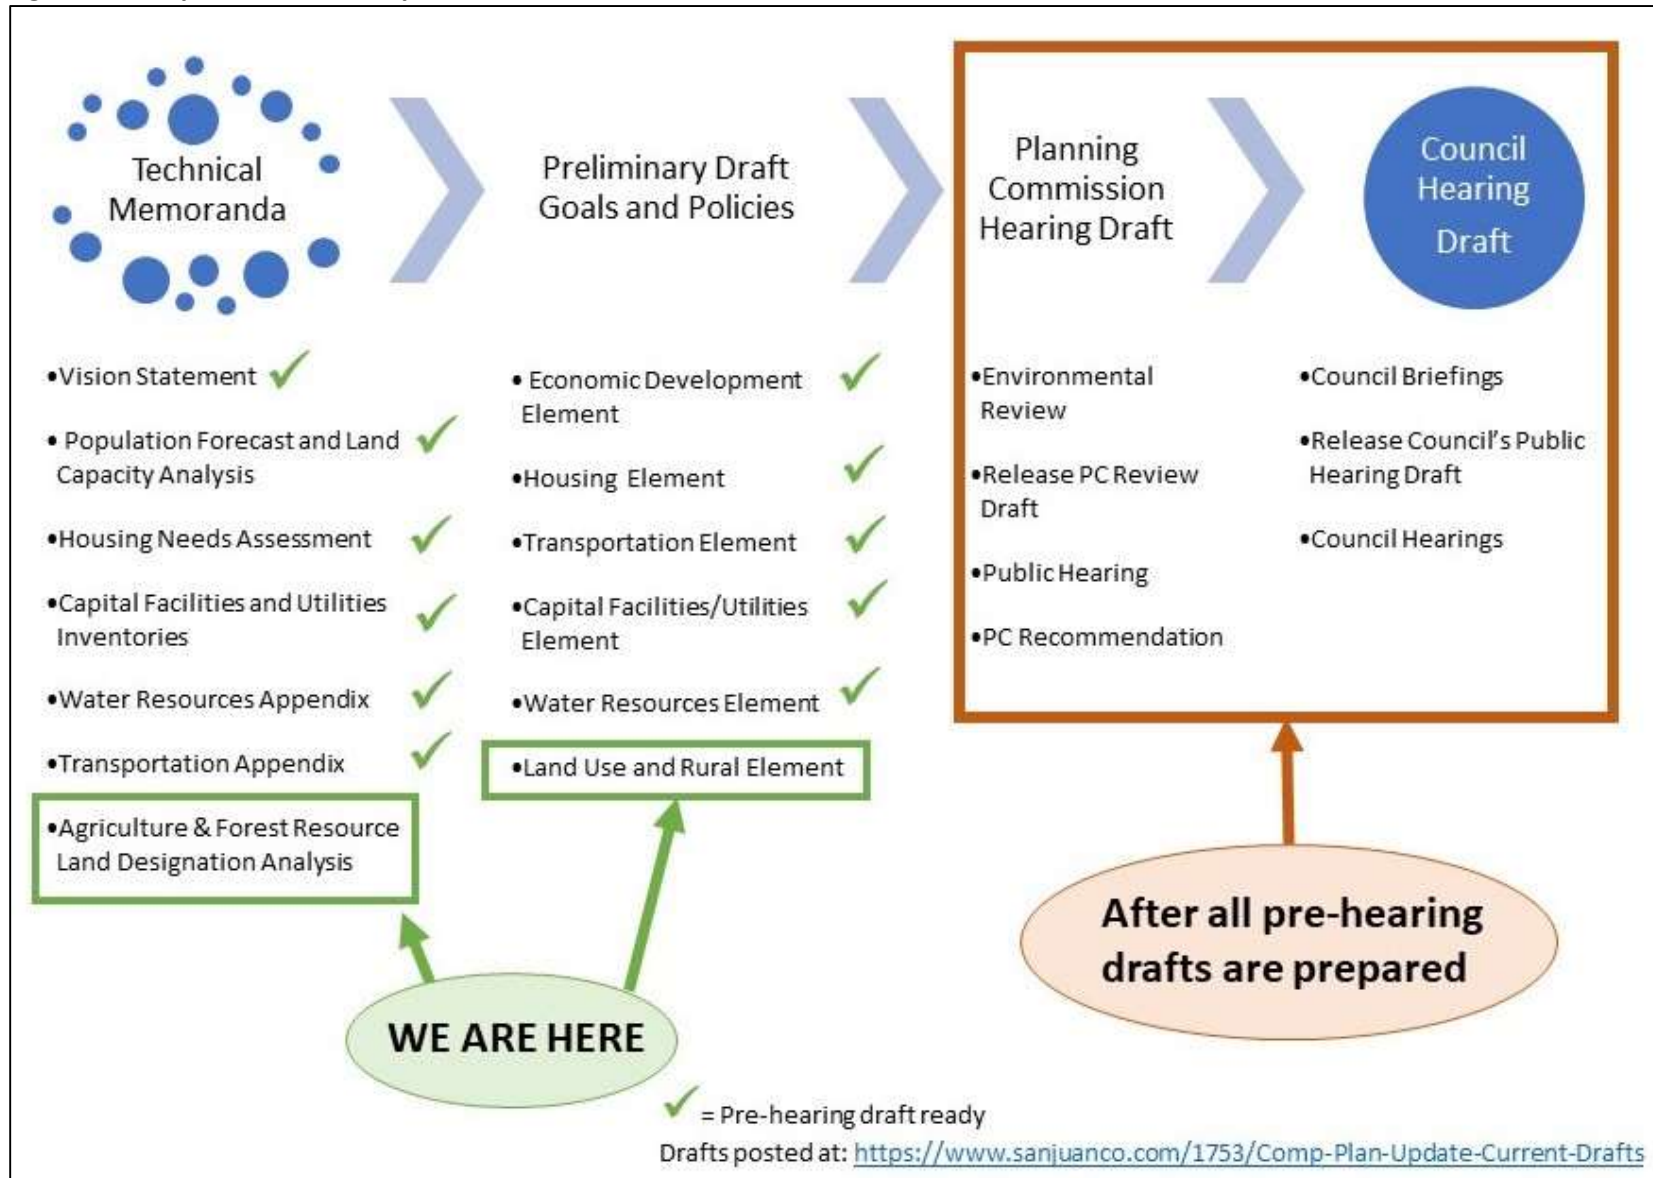 Technical
Memoranda
Preliminary Draft
Goals and Policies
Planning
Commission
Hearing Draft
Council
Hearing
Draft
•Vision Statement ✓
• Population Forecast and Land ✓
Capacity Analysis
•Housing Needs Assessment ✓
•Capital Facilities and Utilities ✓
Inventories
•Water Resources Appendix ✓
•Transportation Appendix ✓
•Agriculture & Forest Resource
Land Designation Analysis
• Economic Development ✓
Element
•Housing Element ✓
•Transportation Element ✓
•Capital Facilities/Utilities ✓
Element
•Water Resources Element ✓
•Land Use and Rural Element
•Environmental
Review
•Release PC Review
Draft
•Public Hearing
•PC Recommendation
•Council Briefings
•Release Council's Public
Hearing Draft
•Council Hearings
WE ARE HERE
After all pre-hearing
drafts are prepared
✓ = Pre-hearing draft ready
Drafts posted at: https://www.sanjuanco.com/1753/Comp-Plan-Update-Current-Drafts